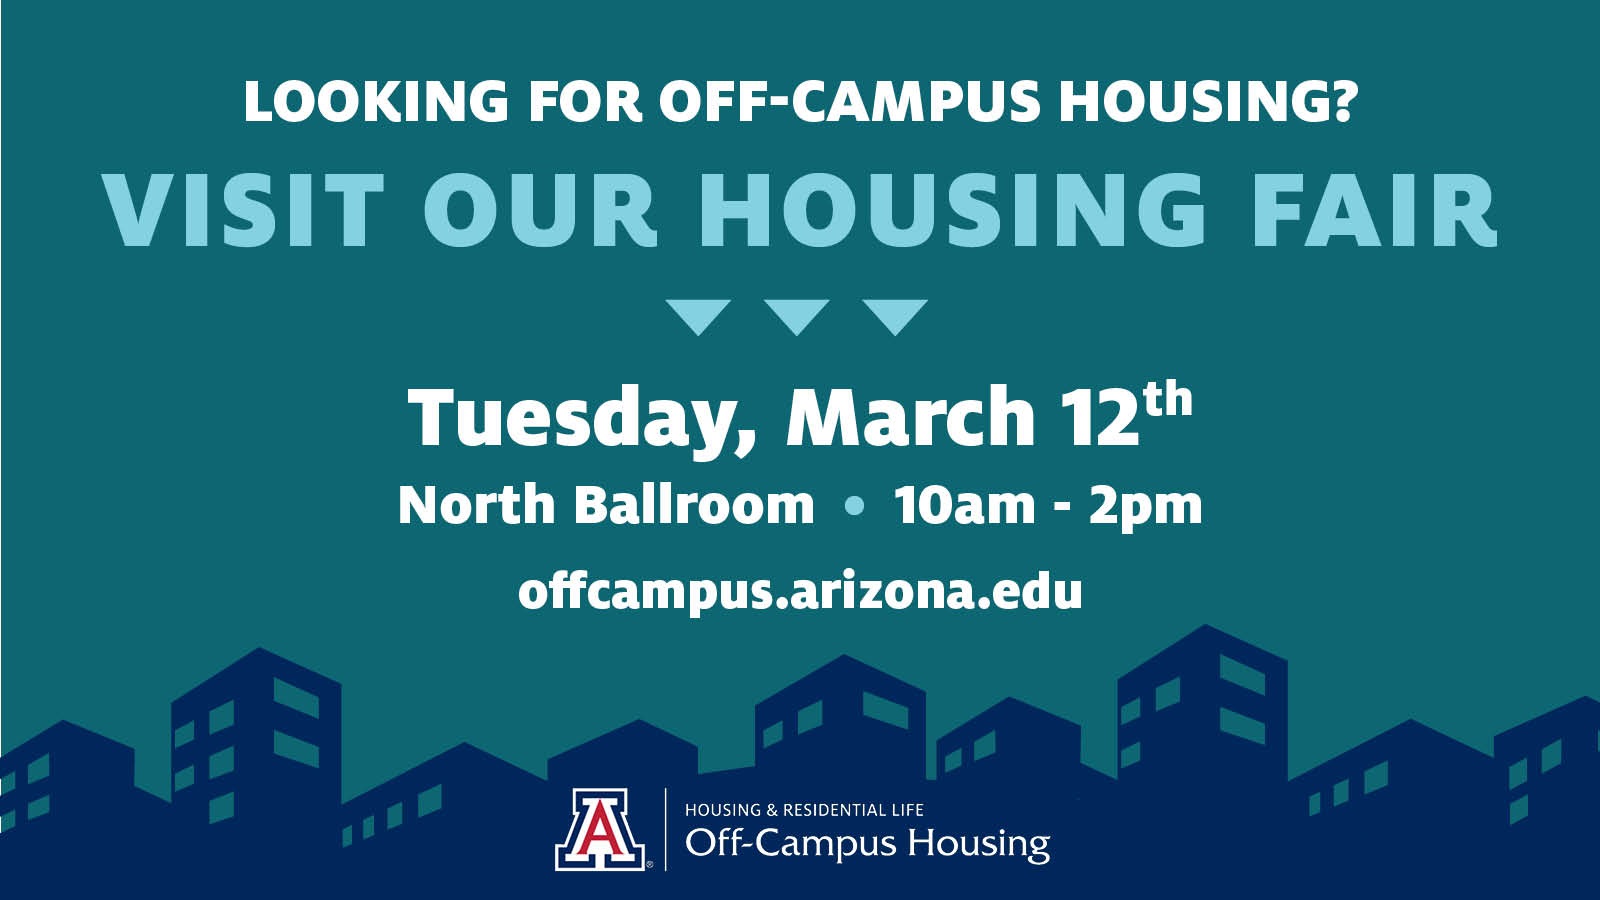 LOOKING FOR OFF-CAMPUS HOUSING?
VISIT OUR HOUSING FAIR
Tuesday, March 12th
North Ballroom • 10am - 2pm
offcampus.arizona.edu
A ®
HOUSING & RESIDENTIAL LIFE
Off-Campus Housing